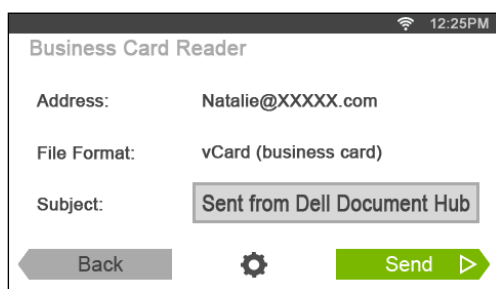 12:25PM
Business Card Reader
Address: Natalie@XXXXX.com
File Format: vCard (business card)
Subject: Sent from Dell Document Hub
Back Send